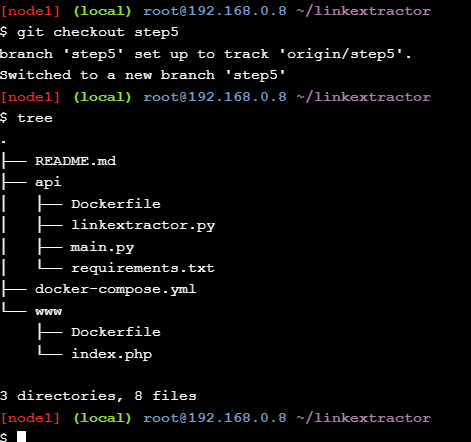 [node1] (local) root@192.168.0.8 ~/linkextractor
$ git checkout step5
branch 'step5' set up to track 'origin/step5'.
Switched to a new branch 'step5'
[node1] (local) root@192.168.0.8 ~/linkextractor
$ tree
.
├── README.md
├── api
│   ├── Dockerfile
│   ├── linkextractor.py
│   ├── main.py
│   └── requirements.txt
├── docker-compose.yml
└── www
    ├── Dockerfile
    └── index.php

3 directories, 8 files
[node1] (local) root@192.168.0.8 ~/linkextractor
$